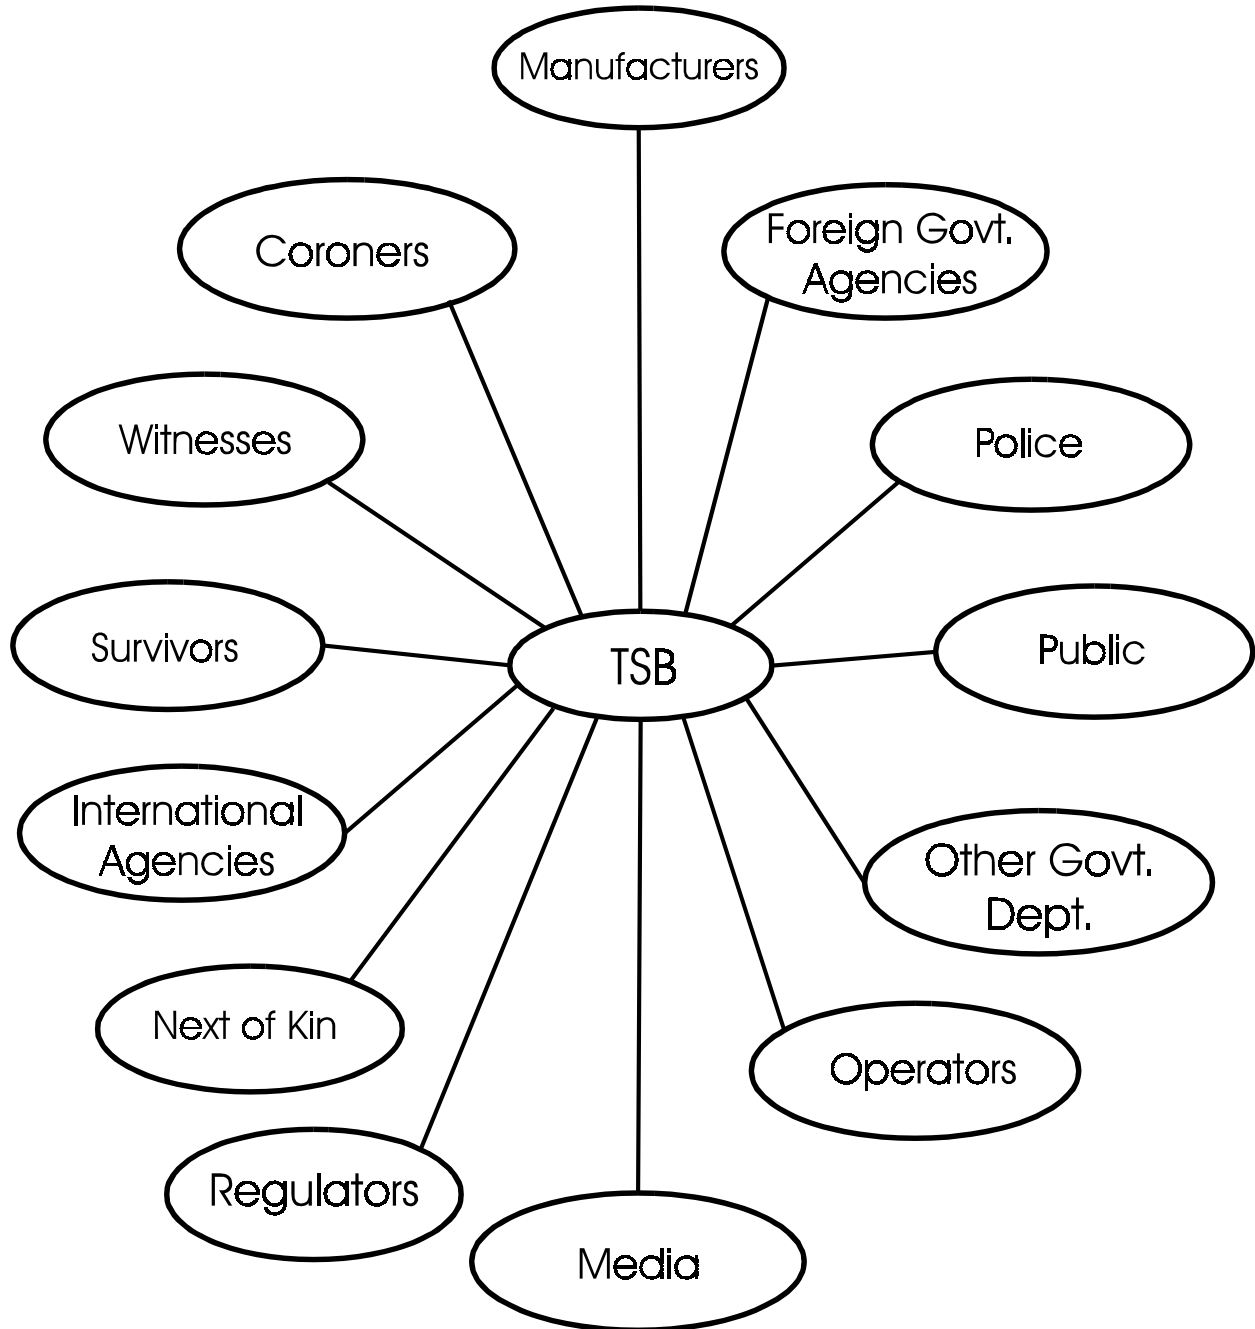 Manufacturers
Coroners
Foreign Govt.
Agencies
Witnesses
Police
Survivors
TSB
Public
International
Agencies
Other Govt.
Dept.
Next of Kin
Operators
Regulators
Media